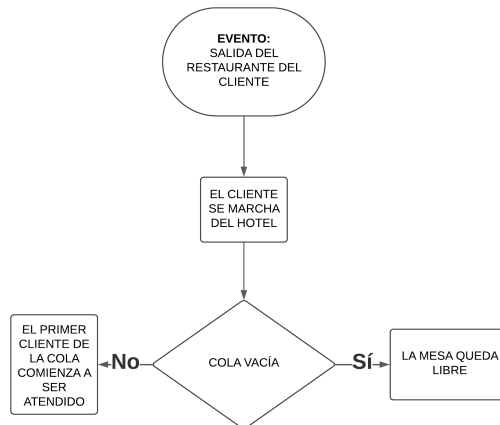 EVENTO:
SALIDA DEL
RESTAURANTE DEL
CLIENTE
EL CLIENTE
SE MARCHA
DEL HOTEL
EL PRIMER
CLIENTE DE
LA COLA
COMIENZA A
SER
ATENDIDO
No
COLA VACÍA
Sí
LA MESA QUEDA
LIBRE